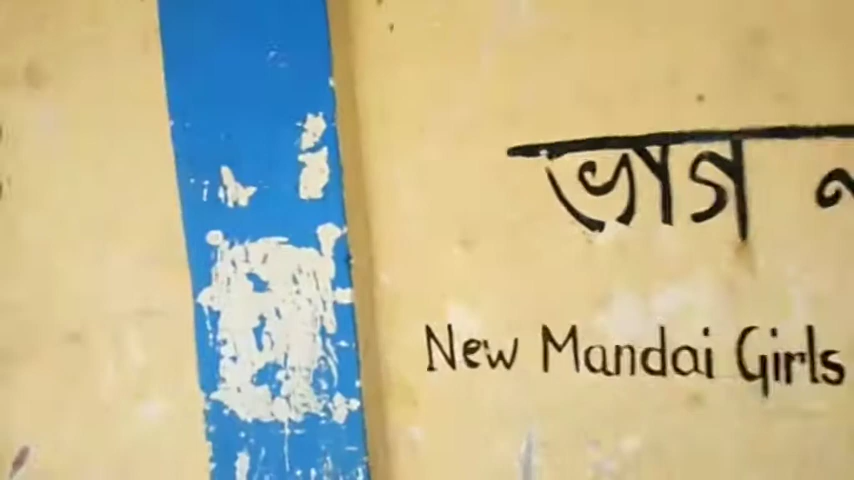 ভাগ
New Mandai Girls